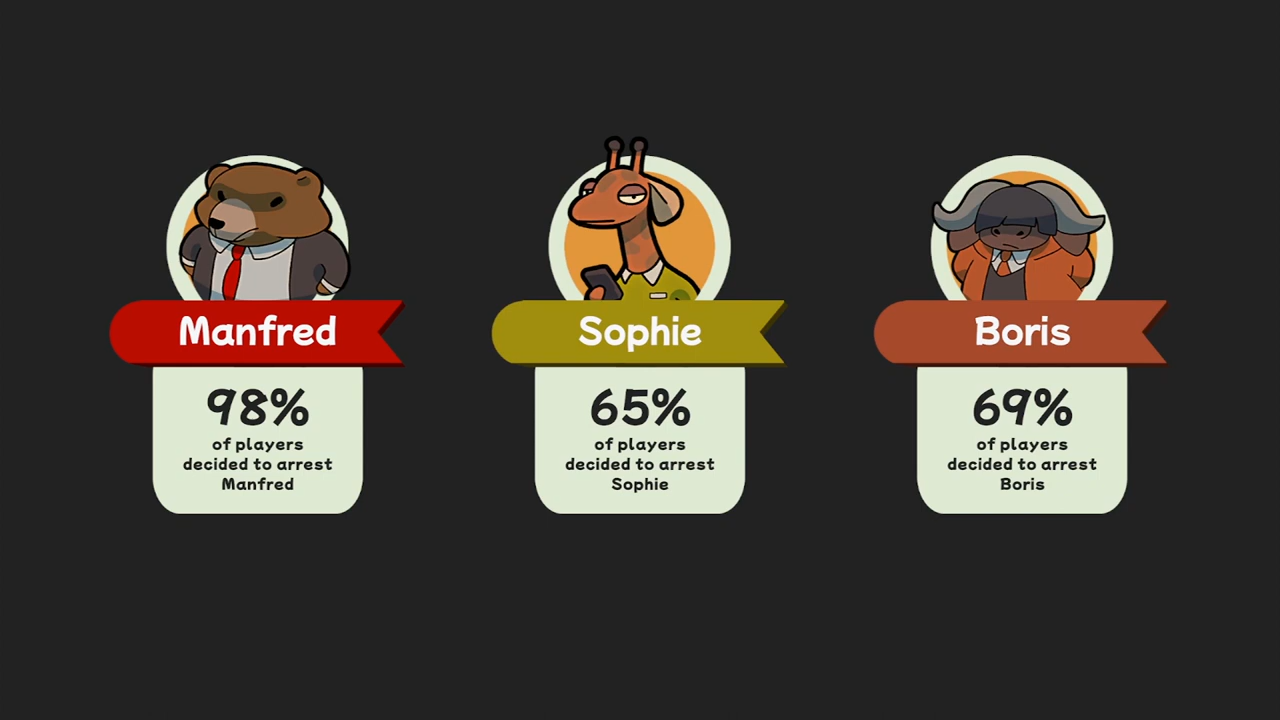 Manfred
98%
of players
decided to arrest
Manfred
Sophie
65%
of players
decided to arrest
Sophie
Boris
69%
of players
decided to arrest
Boris